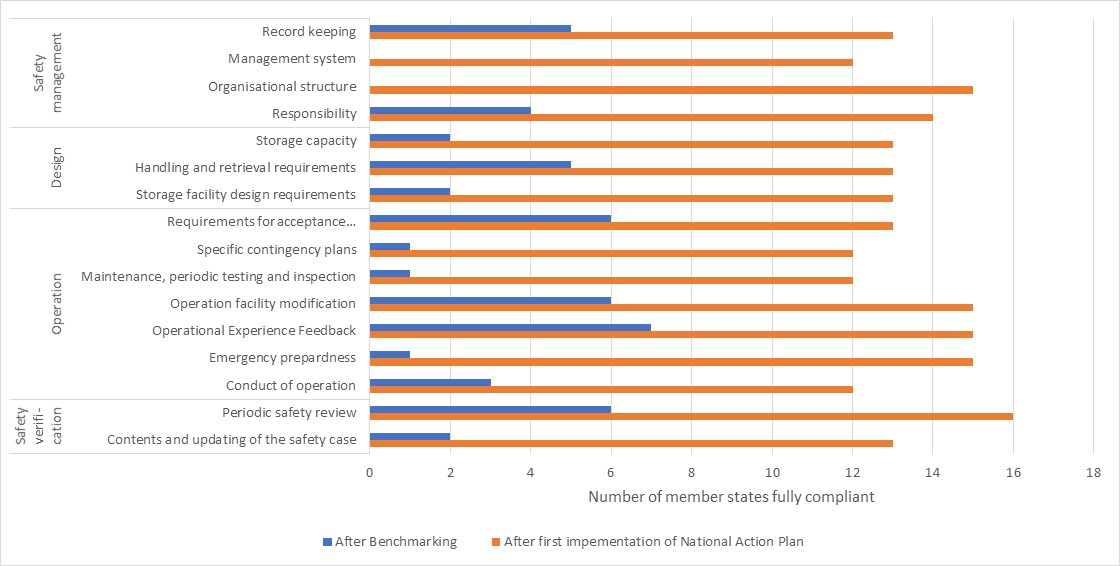 Safety
management
Record keeping
Management system
Organisational structure
Responsibility
Design
Storage capacity
Handling and retrieval requirements
Storage facility design requirements
Operation
Requirements for acceptance...
Specific contingency plans
Maintenance, periodic testing and inspection
Operation facility modification
Operational Experience Feedback
Emergency prepardness
Conduct of operation
Safety
verifi-
cation
Periodic safety review
Contents and updating of the safety case
0 2 4 6 8 10 12 14 16 18
Number of member states fully compliant
After Benchmarking After first impementation of National Action Plan